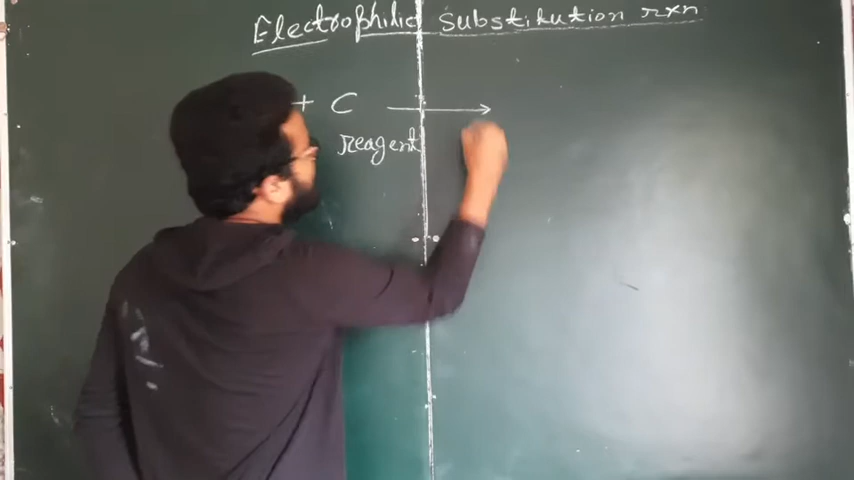 Electrophilic substitution rxn
+ C →
reagent